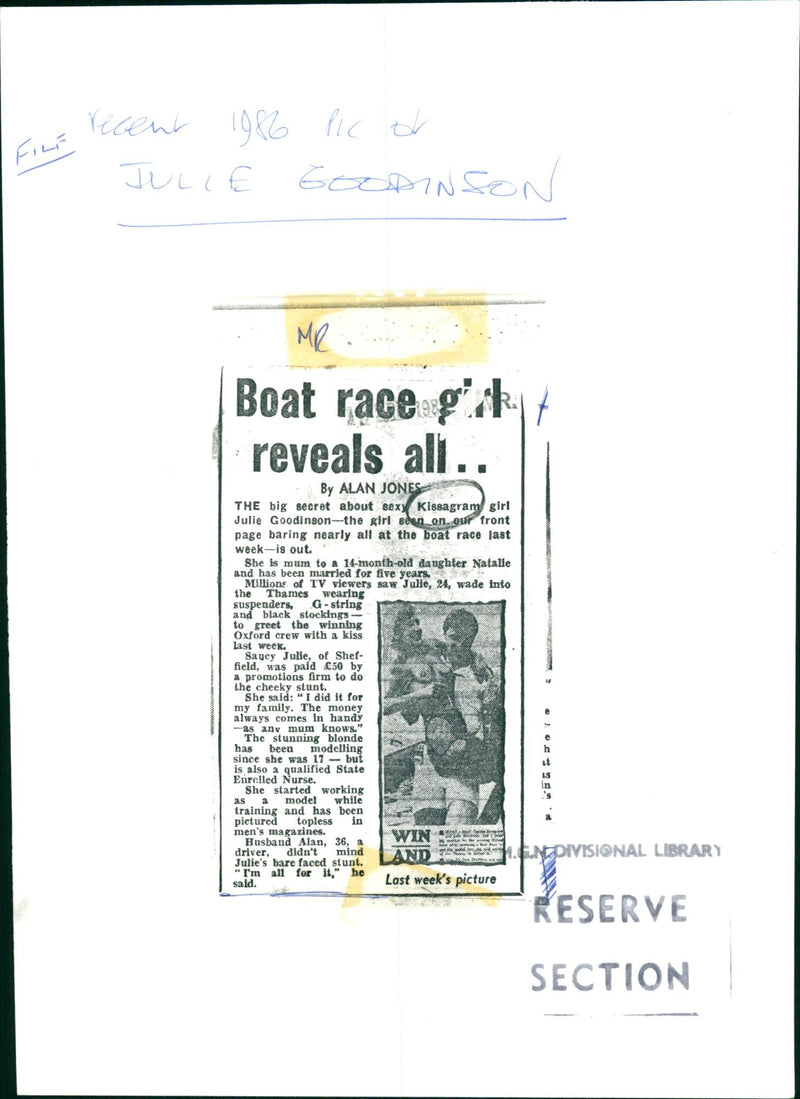 recent 1986 Pic of
FILE
JULIE GOODINSON
MR.
Boat race girl
reveals all..
By ALAN JONES
THE big secret about sexy Kissagram girl
Julie Goodinson—the girl seen on our front
page baring nearly all at the boat race last
week—is out.
She is mum to a 14-month-old daughter Natalie
and has been married for five years.
Millions of TV viewers saw Julie, 24, wade into
the Thames wearing
suspenders, G-string
and black stockings—
to greet the winning
Oxford crew with a kiss
last week.
Saucy Julie, of Shef-
field, was paid £50 by
a promotions firm to do
the cheeky stunt.
She said: "I did it for
my family. The money
always comes in handy
—as any mum knows."
The stunning blonde
has been modelling
since she was 17 — but
is also a qualified State
Enrolled Nurse.
She started working
as a model while
training and has been
pictured topless in
men's magazines.
Husband Alan, 36, a
driver, didn't mind
Julie's bare faced stunt.
"I'm all for it," he
said.
WIN
AND
Last week's picture
M.G.N DIVISIONAL LIBRARY
RESERVE
SECTION